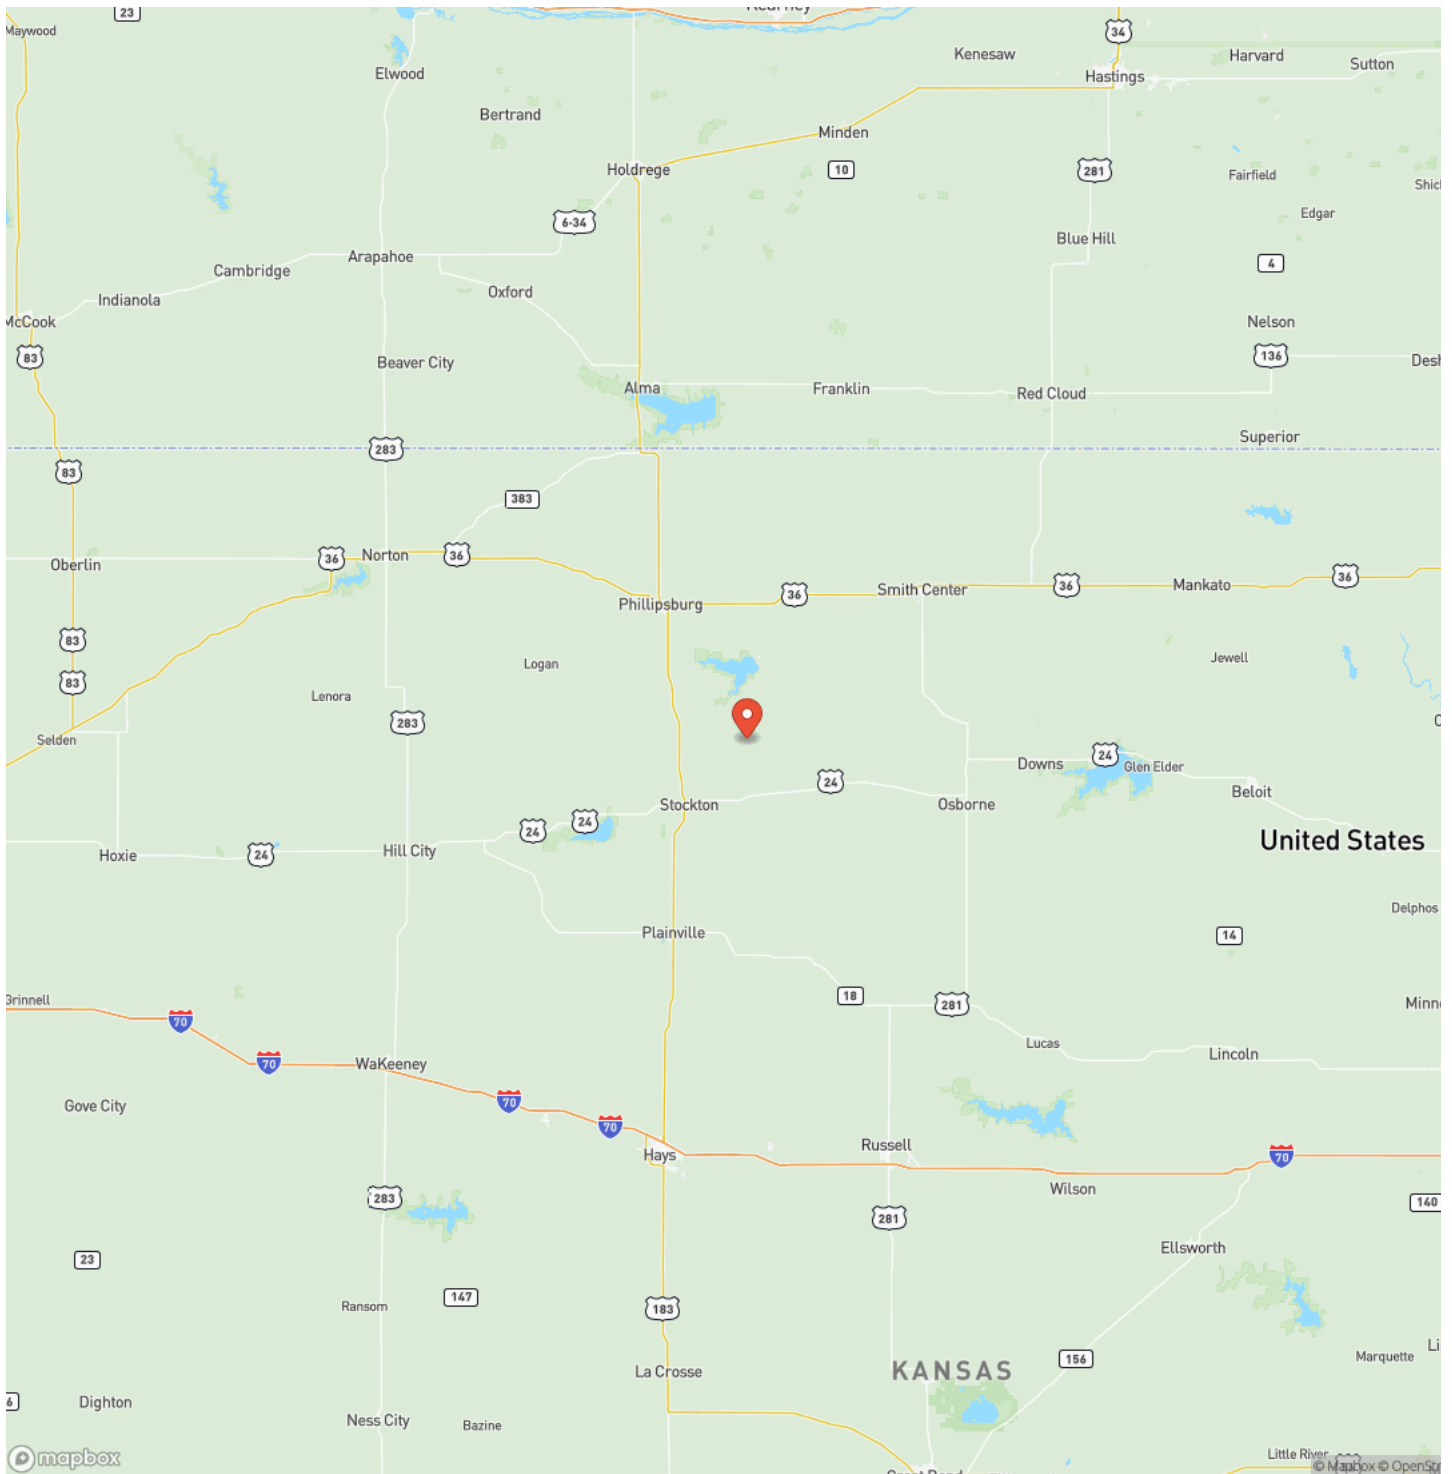 23
Kearney
Maywood
34
Kenesaw
Harvard
Sutton
Elwood
Hastings
Bertrand
Minden
Holdrege
10
281
Fairfield
Edgar
6-34
Blue Hill
Arapahoe
4
Cambridge
Oxford
Indianola
McCook
Nelson
83
136
Beaver City
Alma
Franklin
Red Cloud
Superior
283
83
383
36
Norton
36
Oberlin
36
Smith Center
36
Mankato
36
Phillipsburg
83
Logan
Jewell
83
Lenora
283
Selden
24
Downs
Glen Elder
24
Osborne
Beloit
Stockton
24
24
United States
Hoxie
24
Hill City
Delphos
Plainville
14
18
281
Grinnell
70
Lucas
Lincoln
70
WaKeeney
70
Gove City
70
Russell
Hays
70
Wilson
283
140
281
Ellsworth
23
147
Ransom
183
156
Marquette
La Crosse
KANSAS
Dighton
Ness City
Bazine
Little River
Great Bend
mapbox
© Mapbox © OpenStr